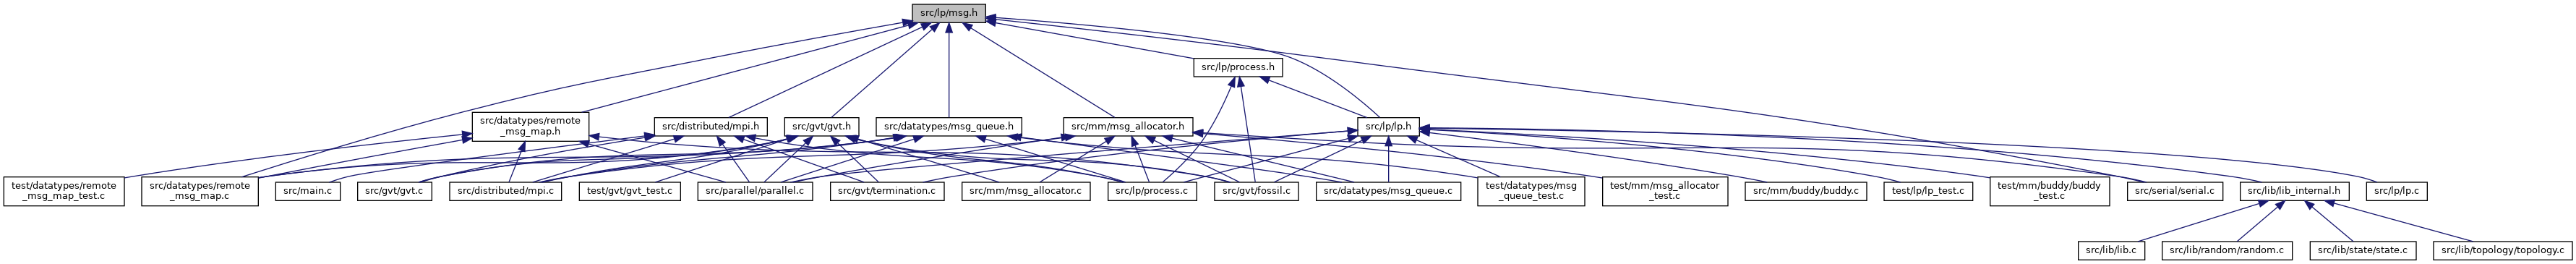 src/lp/msg.h
src/lp/process.h
src/datatypes/remote
_msg_map.h
src/distributed/mpi.h
src/gvt/gvt.h
src/datatypes/msg_queue.h
src/mm/msg_allocator.h
src/lp/lp.h
test/datatypes/remote
_msg_map_test.c
src/datatypes/remote
_msg_map.c
src/main.c
src/gvt/gvt.c
src/distributed/mpi.c
test/gvt/gvt_test.c
src/parallel/parallel.c
src/gvt/termination.c
src/mm/msg_allocator.c
src/lp/process.c
src/gvt/fossil.c
src/datatypes/msg_queue.c
test/datatypes/msg
_queue_test.c
test/mm/msg_allocator
_test.c
src/mm/buddy/buddy.c
test/lp/lp_test.c
test/mm/buddy/buddy
_test.c
src/serial/serial.c
src/lib/lib_internal.h
src/lp/lp.c
src/lib/lib.c
src/lib/random/random.c
src/lib/state/state.c
src/lib/topology/topology.c